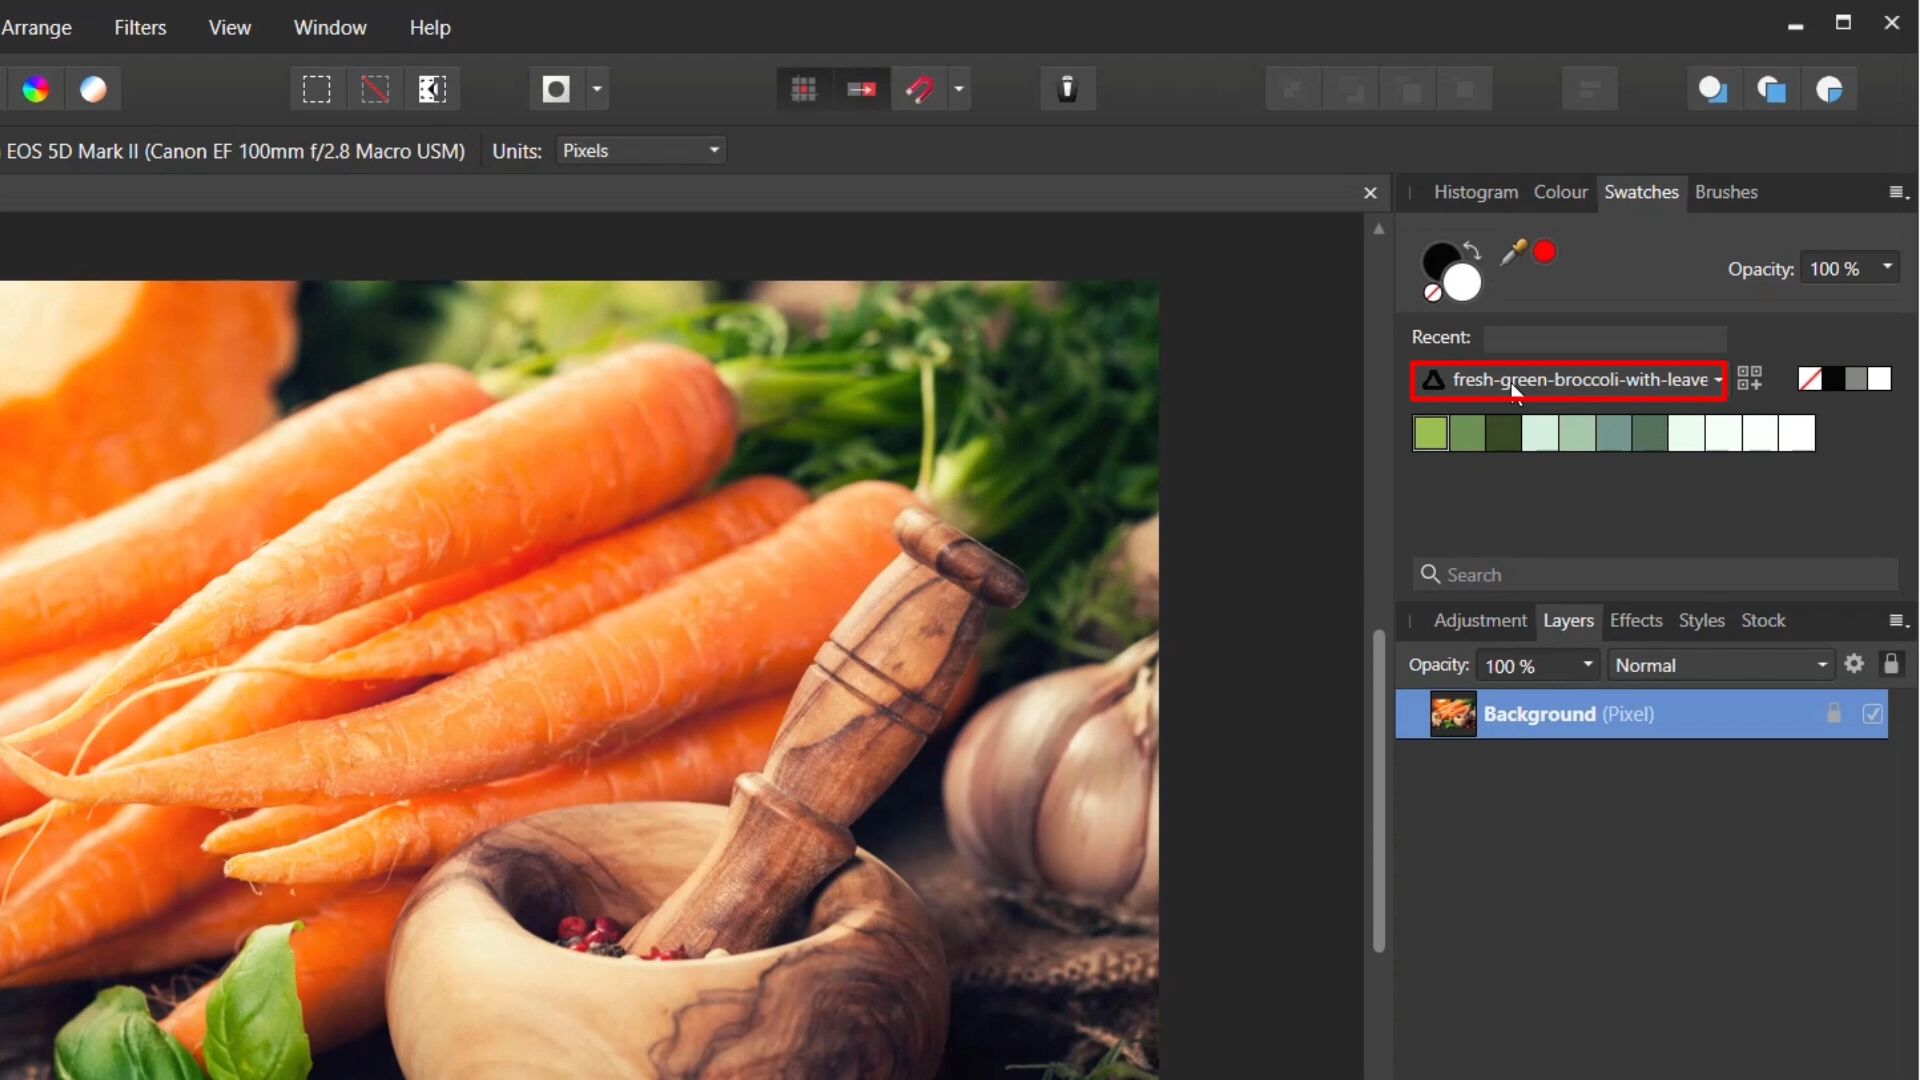 Arrange Filters View Window Help
EOS 5D Mark II (Canon EF 100mm f/2.8 Macro USM) Units: Pixels
Histogram Colour Swatches Brushes
Opacity: 100 %
Recent:
fresh-green-broccoli-with-leave
Search
Adjustment Layers Effects Styles Stock
Opacity: 100 % Normal
Background (Pixel)